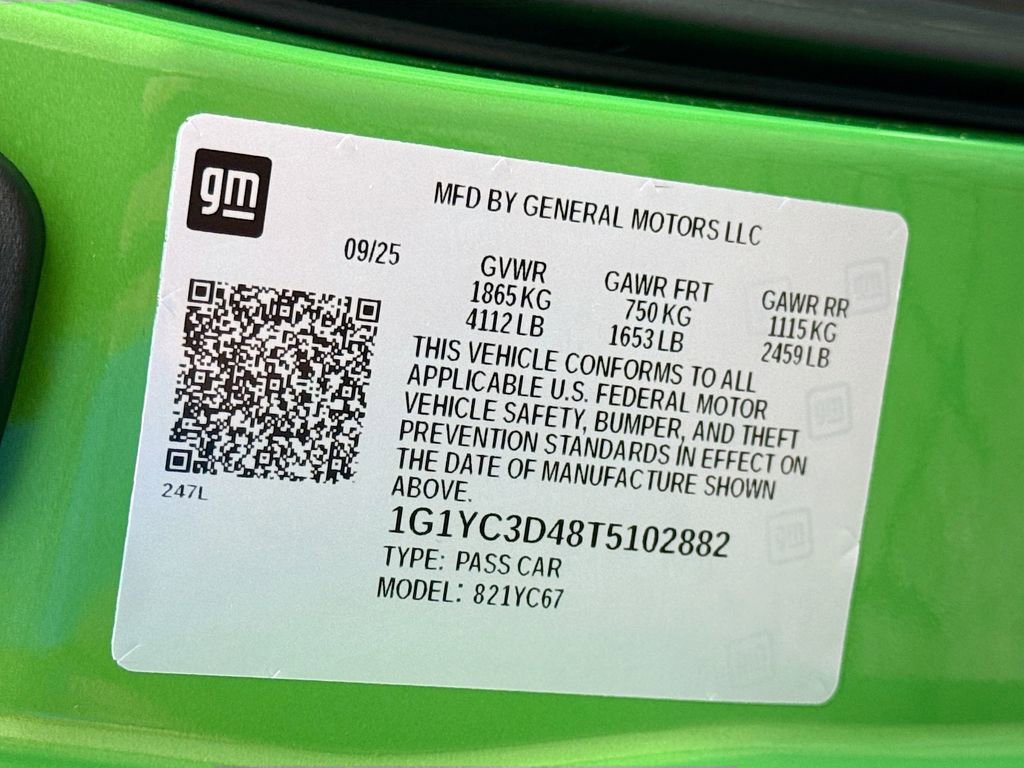 gm
MFD BY GENERAL MOTORS LLC
09/25
GVWR
1865 KG
4112 LB
GAWR FRT
750 KG
1653 LB
GAWR RR
1115 KG
2459 LB
THIS VEHICLE CONFORMS TO ALL
APPLICABLE U.S. FEDERAL MOTOR
VEHICLE SAFETY, BUMPER, AND THEFT
PREVENTION STANDARDS IN EFFECT ON
THE DATE OF MANUFACTURE SHOWN
ABOVE.
247L
1G1YC3D48T5102882
TYPE: PASS CAR
MODEL: 821YC67